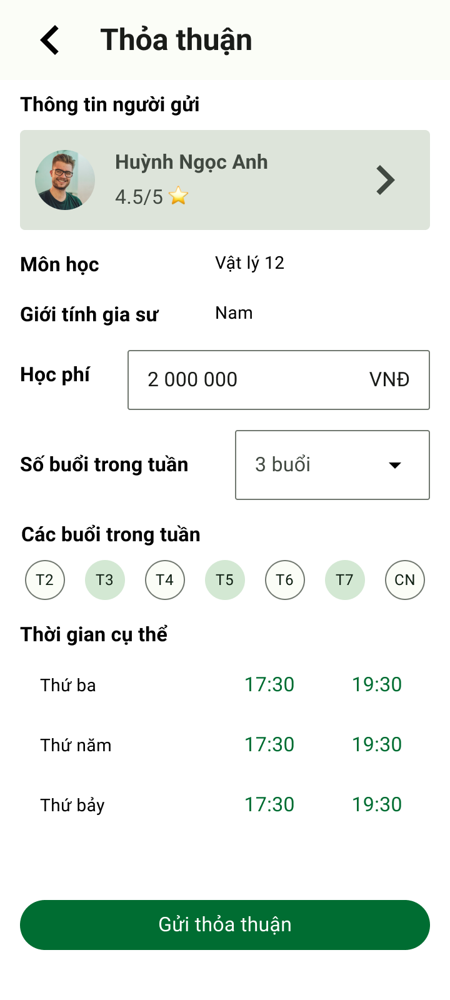 Thỏa thuận
Thông tin người gửi
Huỳnh Ngọc Anh
4.5/5 ⭐
Môn học Vật lý 12
Giới tính gia sư Nam
Học phí 2 000 000 VNĐ
Số buổi trong tuần 3 buổi
Các buổi trong tuần
T2 T3 T4 T5 T6 T7 CN
Thời gian cụ thể
Thứ ba 17:30 19:30
Thứ năm 17:30 19:30
Thứ bảy 17:30 19:30
Gửi thỏa thuận